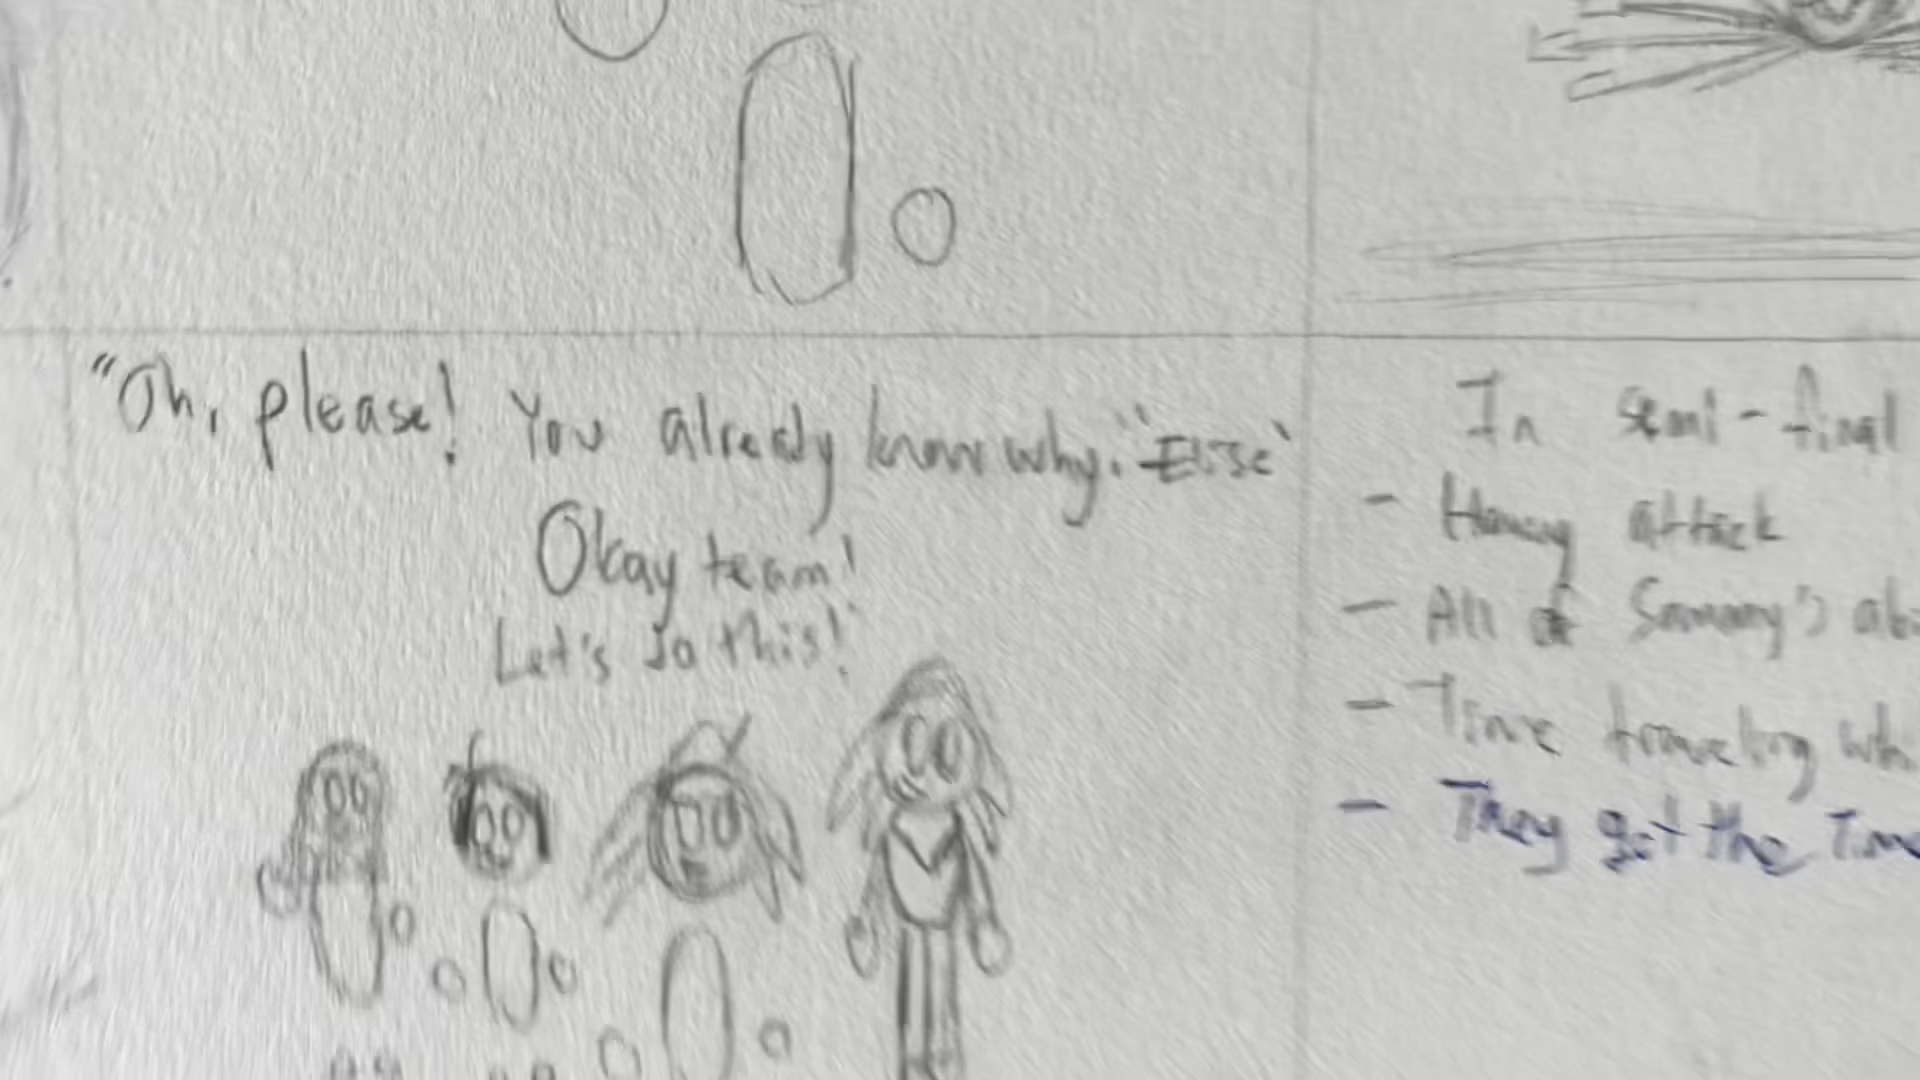 "Oh, please! You already know why." -Elise
Okay team!
Let's do this!
In semi-final
- attack
- All of Sammy's
- Time traveling
- They got the Time